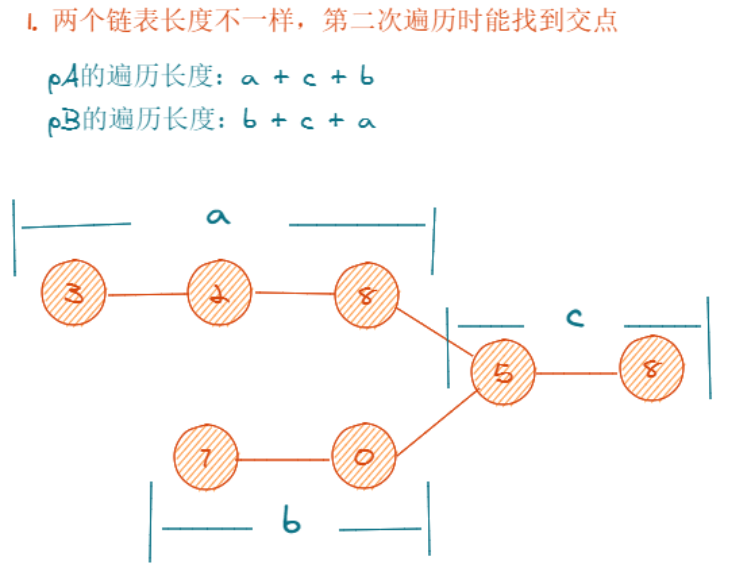 1. 两个链表长度不一样，第二次遍历时能找到交点
pA的遍历长度：a + c + b
pB的遍历长度：b + c + a
a
3 2 8
c
5 8
7 0
b